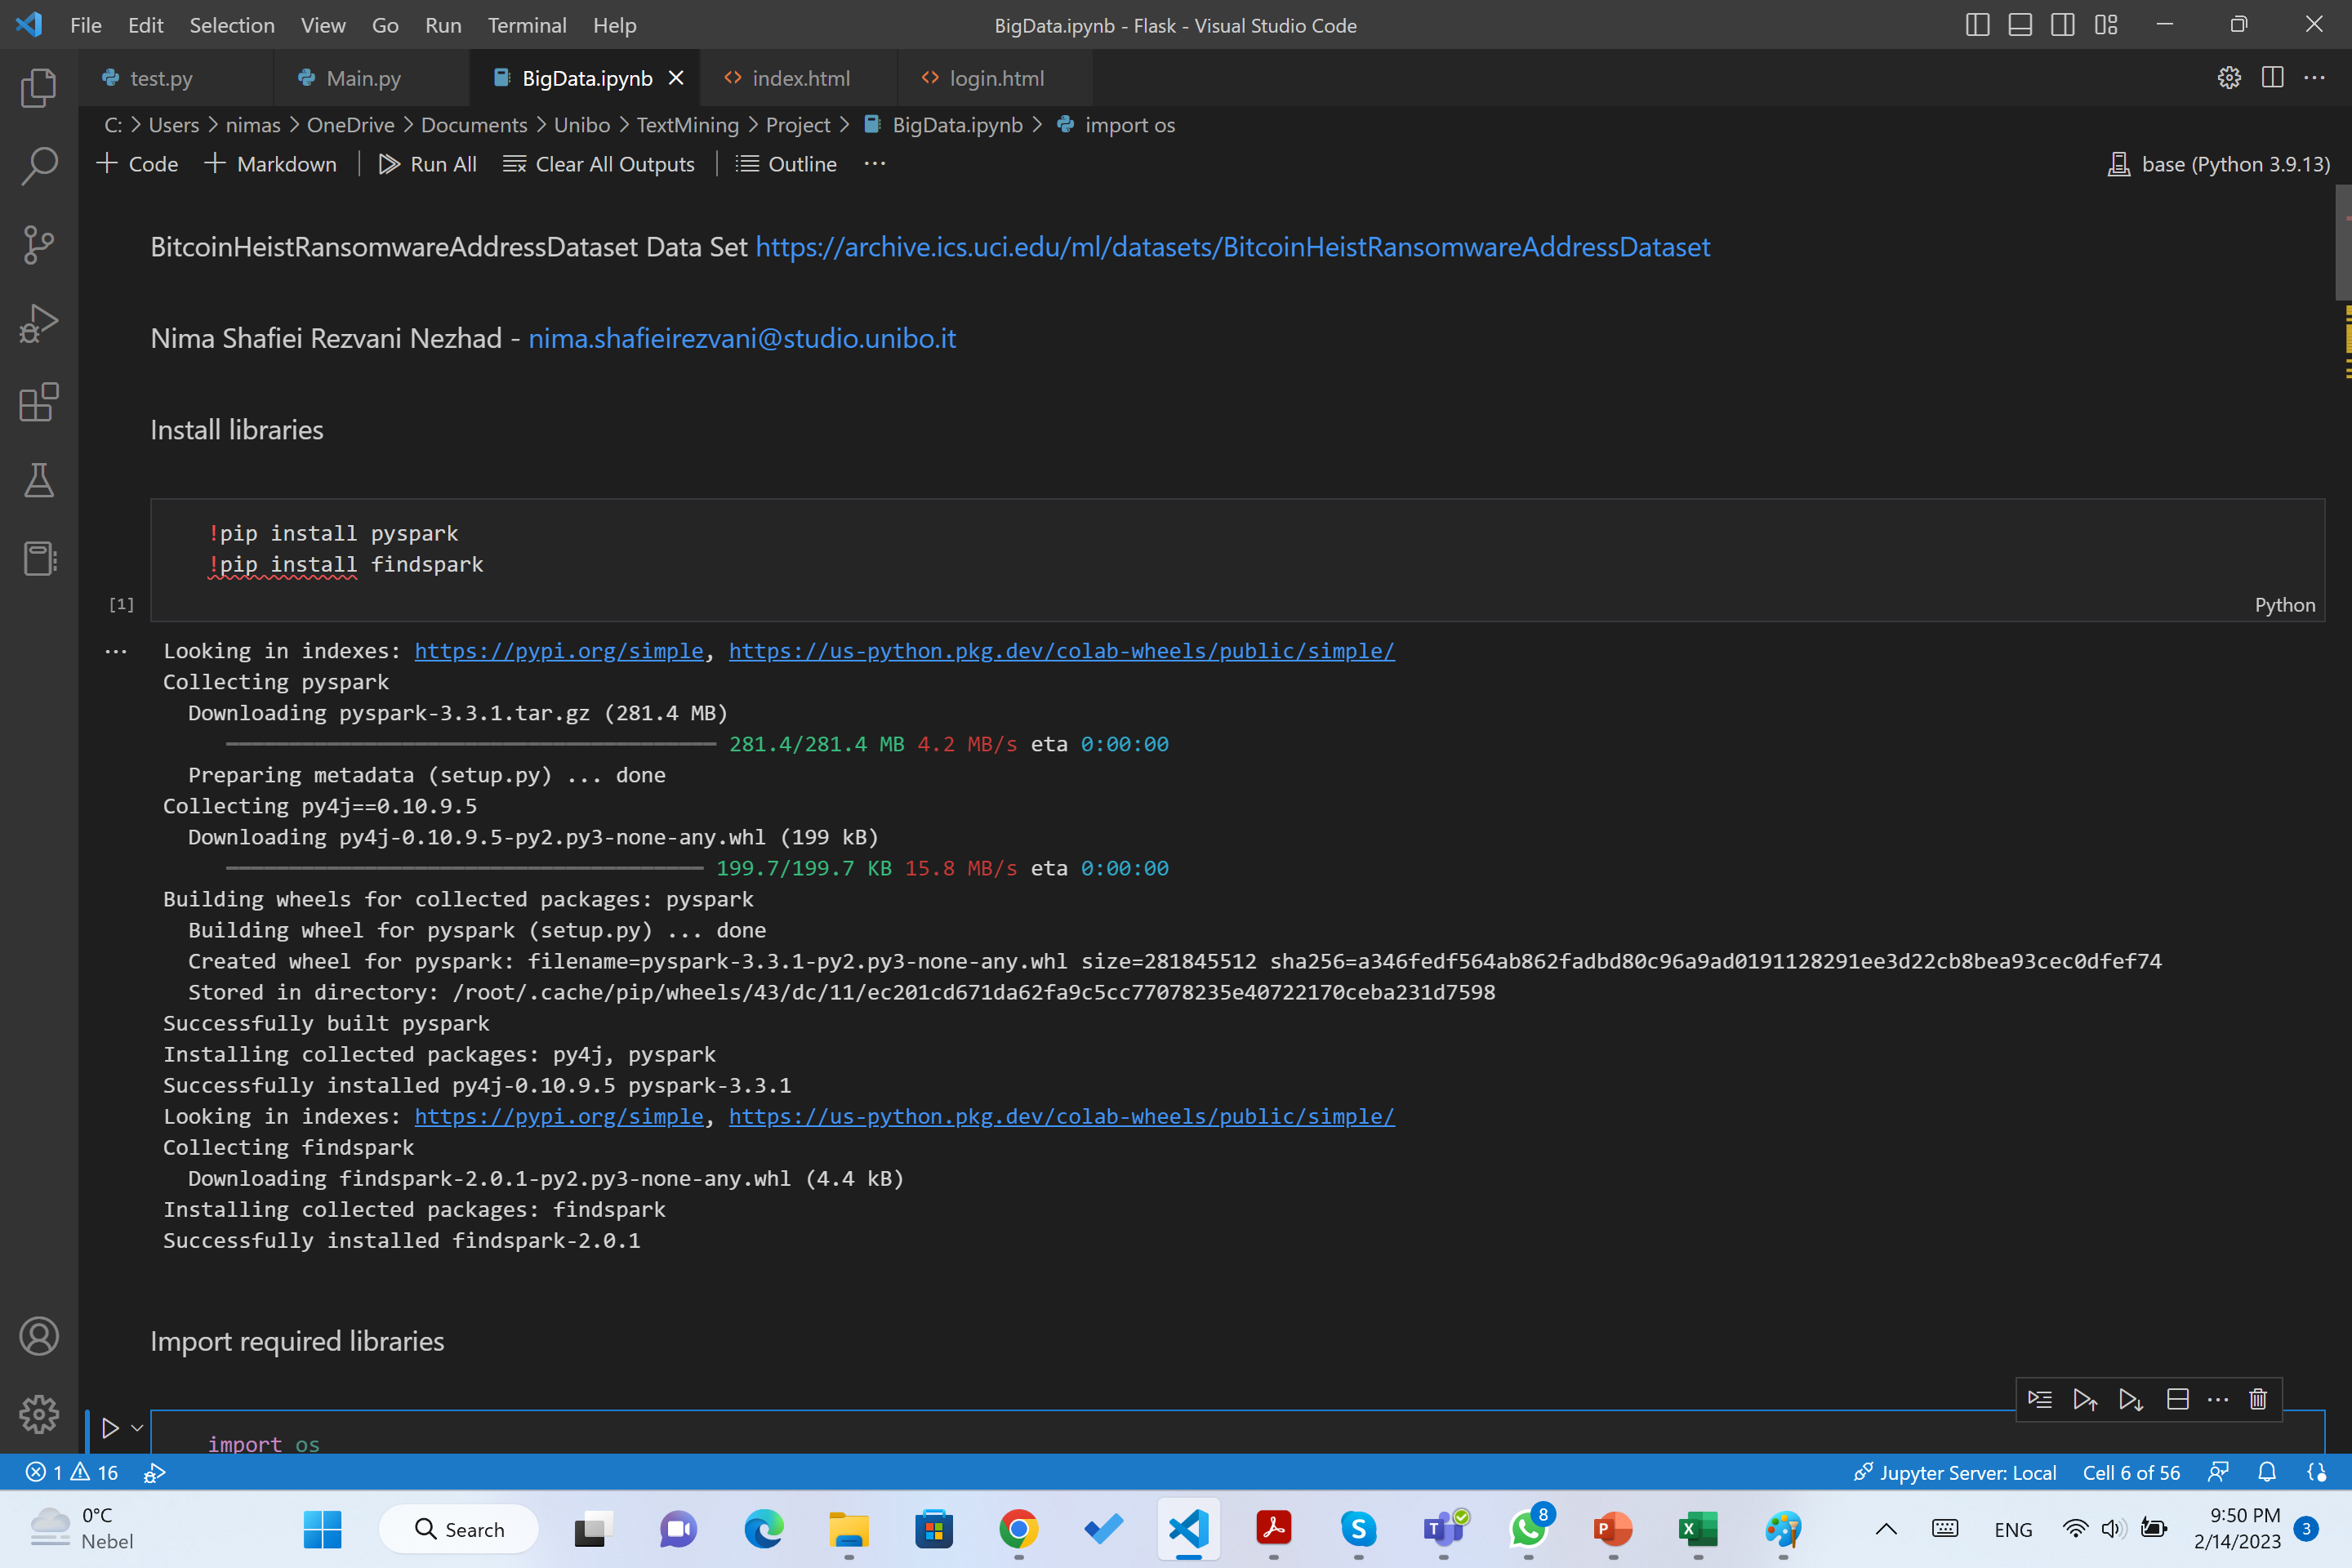 File Edit Selection View Go Run Terminal Help BigData.ipynb - Flask - Visual Studio Code
test.py Main.py BigData.ipynb index.html login.html
C: > Users > nimas > OneDrive > Documents > Unibo > TextMining > Project > BigData.ipynb > import os
+ Code + Markdown Run All Clear All Outputs Outline ... base (Python 3.9.13)
BitcoinHeistRansomwareAddressDataset Data Set https://archive.ics.uci.edu/ml/datasets/BitcoinHeistRansomwareAddressDataset
Nima Shafiei Rezvani Nezhad - nima.shafieirezvani@studio.unibo.it
Install libraries
!pip install pyspark
!pip install findspark
[1] Python
... Looking in indexes: https://pypi.org/simple, https://us-python.pkg.dev/colab-wheels/public/simple/
Collecting pyspark
Downloading pyspark-3.3.1.tar.gz (281.4 MB)
281.4/281.4 MB 4.2 MB/s eta 0:00:00
Preparing metadata (setup.py) ... done
Collecting py4j==0.10.9.5
Downloading py4j-0.10.9.5-py2.py3-none-any.whl (199 kB)
199.7/199.7 KB 15.8 MB/s eta 0:00:00
Building wheels for collected packages: pyspark
Building wheel for pyspark (setup.py) ... done
Created wheel for pyspark: filename=pyspark-3.3.1-py2.py3-none-any.whl size=281845512 sha256=a346fedf564ab862fadbd80c96a9ad0191128291ee3d22cb8bea93cec0dfef74
Stored in directory: /root/.cache/pip/wheels/43/dc/11/ec201cd671da62fa9c5cc77078235e40722170ceba231d7598
Successfully built pyspark
Installing collected packages: py4j, pyspark
Successfully installed py4j-0.10.9.5 pyspark-3.3.1
Looking in indexes: https://pypi.org/simple, https://us-python.pkg.dev/colab-wheels/public/simple/
Collecting findspark
Downloading findspark-2.0.1-py2.py3-none-any.whl (4.4 kB)
Installing collected packages: findspark
Successfully installed findspark-2.0.1
Import required libraries
import os
1 16 Jupyter Server: Local Cell 6 of 56
0°C
Nebel
Search
8
ENG
9:50 PM
2/14/2023
3